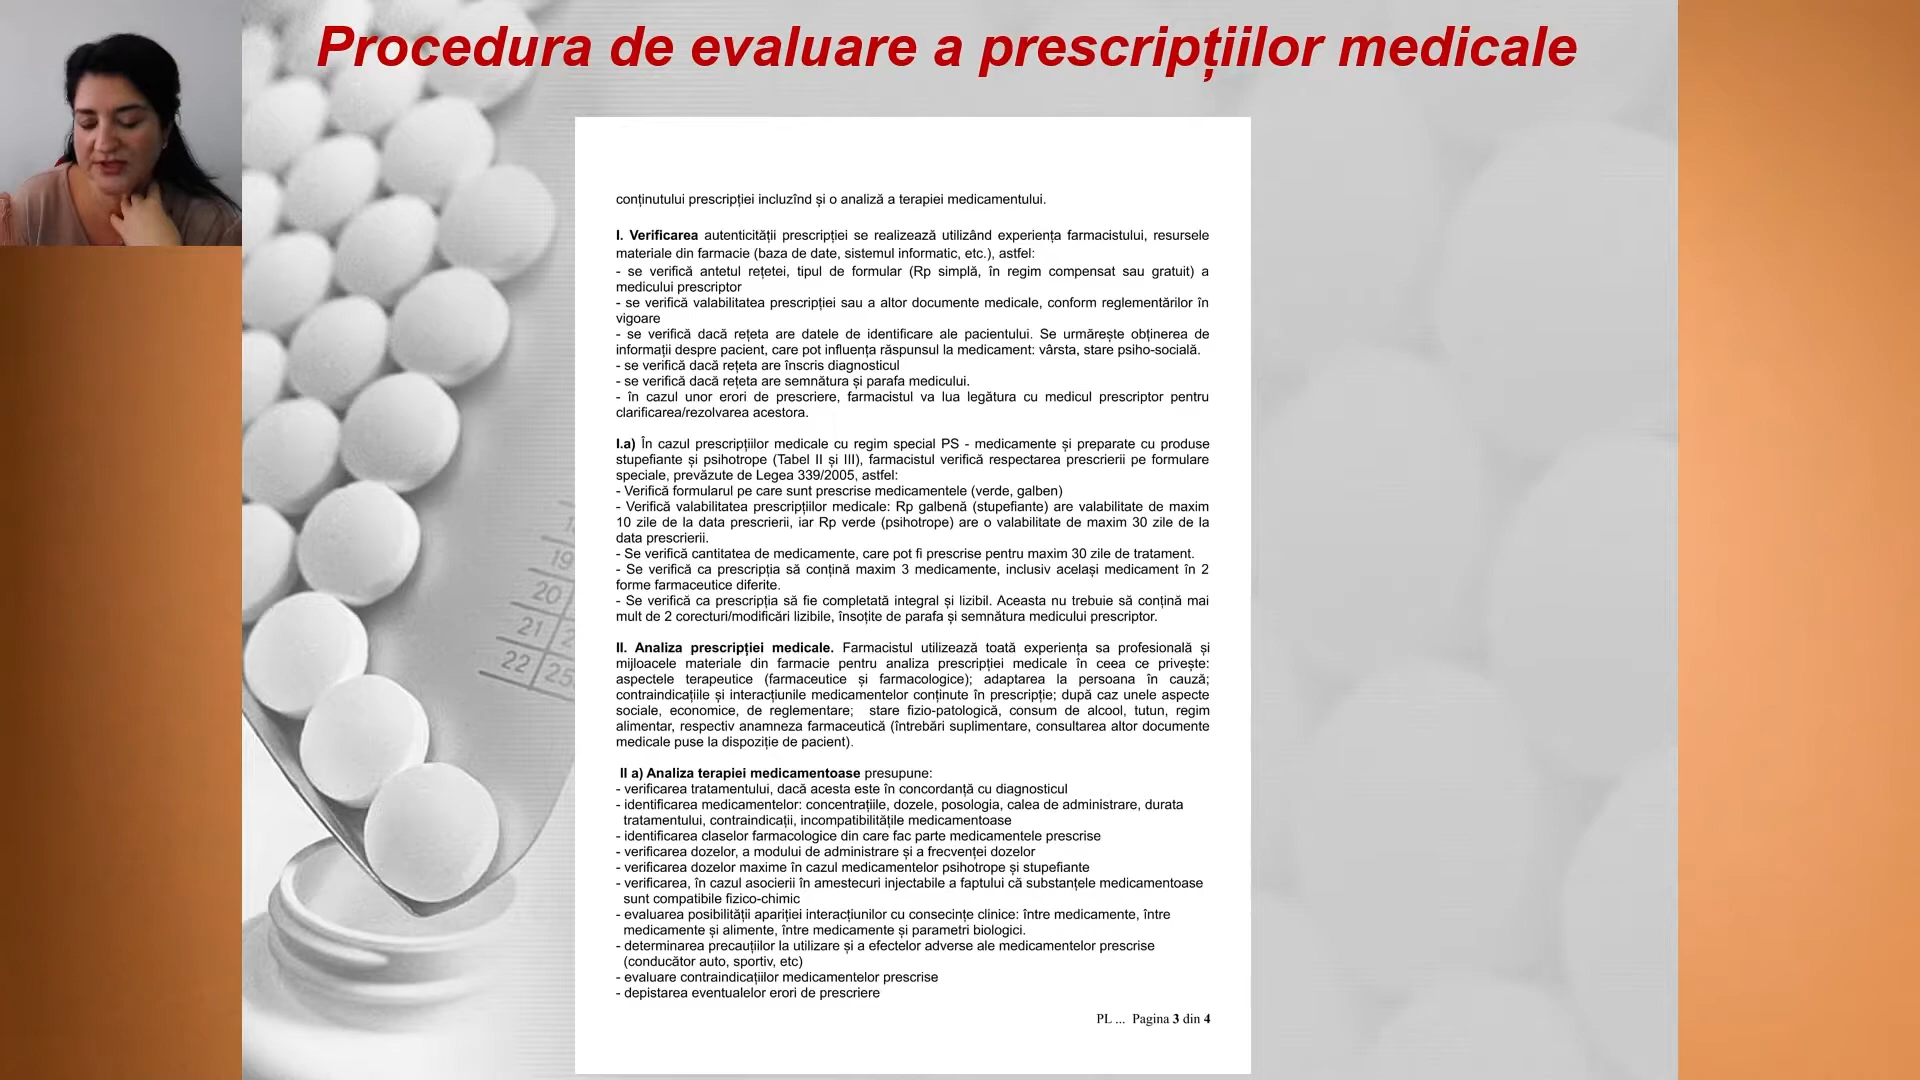 Procedura de evaluare a prescripțiilor medicale
conținutului prescripției incluzînd și o analiză a terapiei medicamentului.
I. Verificarea autenticității prescripției se realizează utilizând experiența farmacistului, resursele
materiale din farmacie (baza de date, sistemul informatic, etc.), astfel:
- se verifică antetul rețetei, tipul de formular (Rp simplă, în regim compensat sau gratuit) a
medicului prescriptor
- se verifică valabilitatea prescripției sau a altor documente medicale, conform reglementărilor în
vigoare
- se verifică dacă rețeta are datele de identificare ale pacientului. Se urmărește obținerea de
informații despre pacient, care pot influența răspunsul la medicament: vârsta, stare psiho-socială.
- se verifică dacă rețeta are înscris diagnosticul
- se verifică dacă rețeta are semnătura și parafa medicului.
- în cazul unor erori de prescriere, farmacistul va lua legătura cu medicul prescriptor pentru
clarificarea/rezolvarea acestora.
I.a) În cazul prescripțiilor medicale cu regim special PS - medicamente și preparate cu produse
stupefiante și psihotrope (Tabel II și III), farmacistul verifică respectarea prescrierii pe formulare
speciale, prevăzute de Legea 339/2005, astfel:
- Verifică formularul pe care sunt prescrise medicamentele (verde, galben)
- Verifică valabilitatea prescripțiilor medicale: Rp galbenă (stupefiante) are valabilitate de maxim
10 zile de la data prescrierii, iar Rp verde (psihotrope) are o valabilitate de maxim 30 zile de la
data prescrierii.
- Se verifică cantitatea de medicamente, care pot fi prescrise pentru maxim 30 zile de tratament.
- Se verifică ca prescripția să conțină maxim 3 medicamente, inclusiv același medicament în 2
forme farmaceutice diferite.
- Se verifică ca prescripția să fie completată integral și lizibil. Aceasta nu trebuie să conțină mai
mult de 2 corecturi/modificări lizibile, însoțite de parafa și semnătura medicului prescriptor.
II. Analiza prescripției medicale. Farmacistul utilizează toată experiența sa profesională și
mijloacele materiale din farmacie pentru analiza prescripției medicale în ceea ce privește:
aspectele terapeutice (farmaceutice și farmacologice); adaptarea la persoana în cauză;
contraindicațiile și interacțiunile medicamentelor conținute în prescripție; după caz unele aspecte
sociale, economice, de reglementare; stare fizio-patologică, consum de alcool, tutun, regim
alimentar, respectiv anamneza farmaceutică (întrebări suplimentare, consultarea altor documente
medicale puse la dispoziție de pacient).
II a) Analiza terapiei medicamentoase presupune:
- verificarea tratamentului, dacă acesta este în concordanță cu diagnosticul
- identificarea medicamentelor: concentrațiile, dozele, posologia, calea de administrare, durata
tratamentului, contraindicații, incompatibilitățile medicamentoase
- identificarea claselor farmacologice din care fac parte medicamentele prescrise
- verificarea dozelor, a modului de administrare și a frecvenței dozelor
- verificarea dozelor maxime în cazul medicamentelor psihotrope și stupefiante
- verificarea, în cazul asocierii în amestecuri injectabile a faptului că substanțele medicamentoase
sunt compatibile fizico-chimic
- evaluarea posibilității apariției interacțiunilor cu consecințe clinice: între medicamente, între
medicamente și alimente, între medicamente și parametri biologici.
- determinarea precauțiilor la utilizare și a efectelor adverse ale medicamentelor prescrise
(conducător auto, sportiv, etc)
- evaluare contraindicațiilor medicamentelor prescrise
- depistarea eventualelor erori de prescriere
PL ... Pagina 3 din 4
19
20
21
22